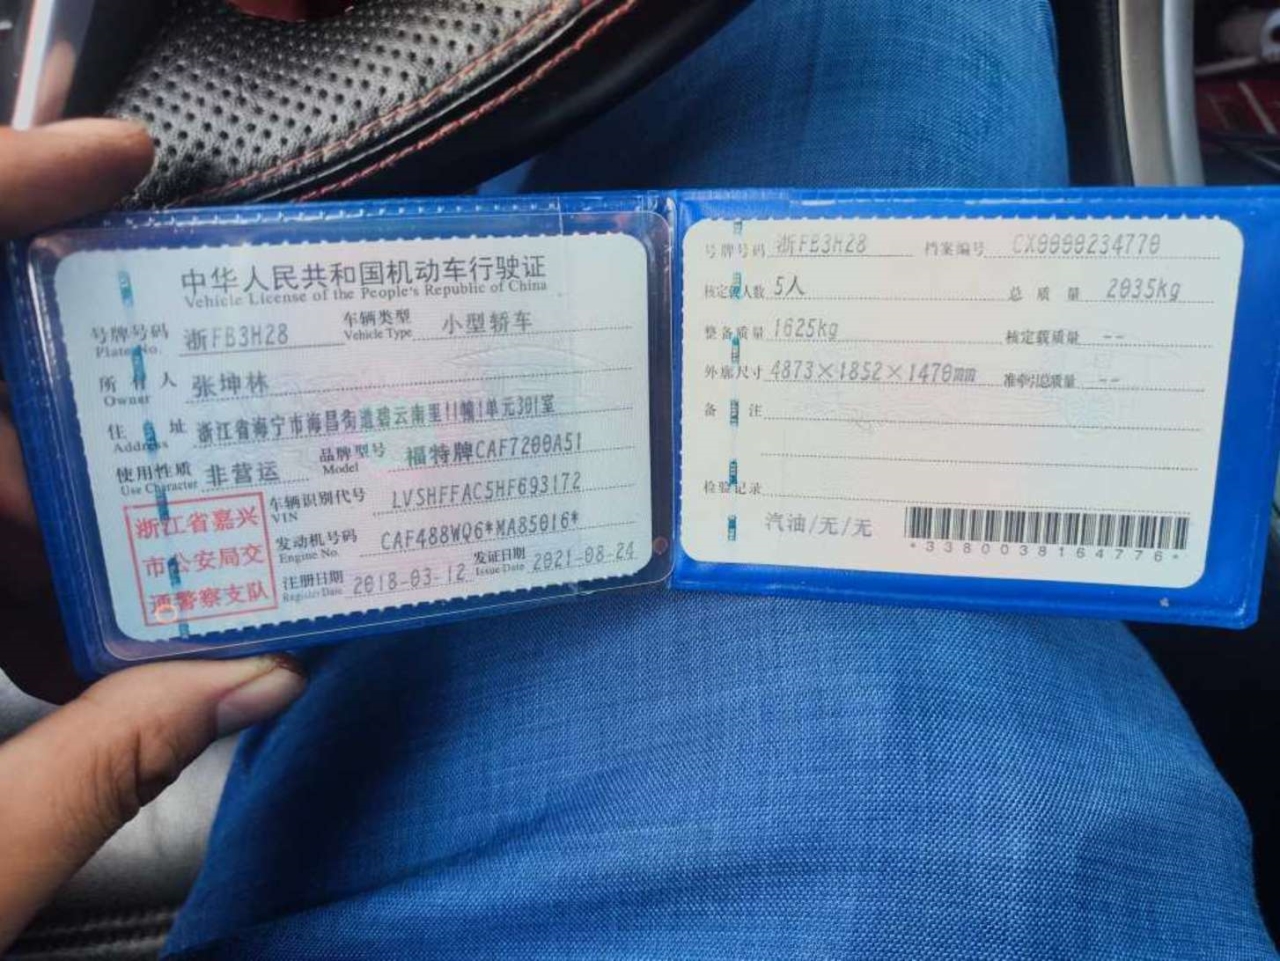 中华人民共和国机动车行驶证
Vehicle License of the People's Republic of China
号牌号码 浙FB3H28 车辆类型 小型轿车
Plate No. Vehicle Type
所有人 张坤林
Owner
住址 浙江省海宁市海昌街道碧云南里11幢1单元301室
Address
使用性质 非营运 品牌型号 福特牌CAF7200A51
Use Character Model
浙江省嘉兴
市公安局交
通警察支队
车辆识别代号 LVSHFFAC5HF693172
VIN
发动机号码 CAF488WQ6*MA85016*
Engine No.
注册日期 2018-03-12 发证日期 2021-08-24
Register Date Issue Date
号牌号码 浙FB3H28 档案编号 CX0000234770
核定载人数 5人 总质量 2035kg
整备质量 1625kg 核定载质量 --
外廓尺寸 4873×1852×1470mm 准牵引总质量 --
备注
检验记录
汽油/无/无
*3380038164776*